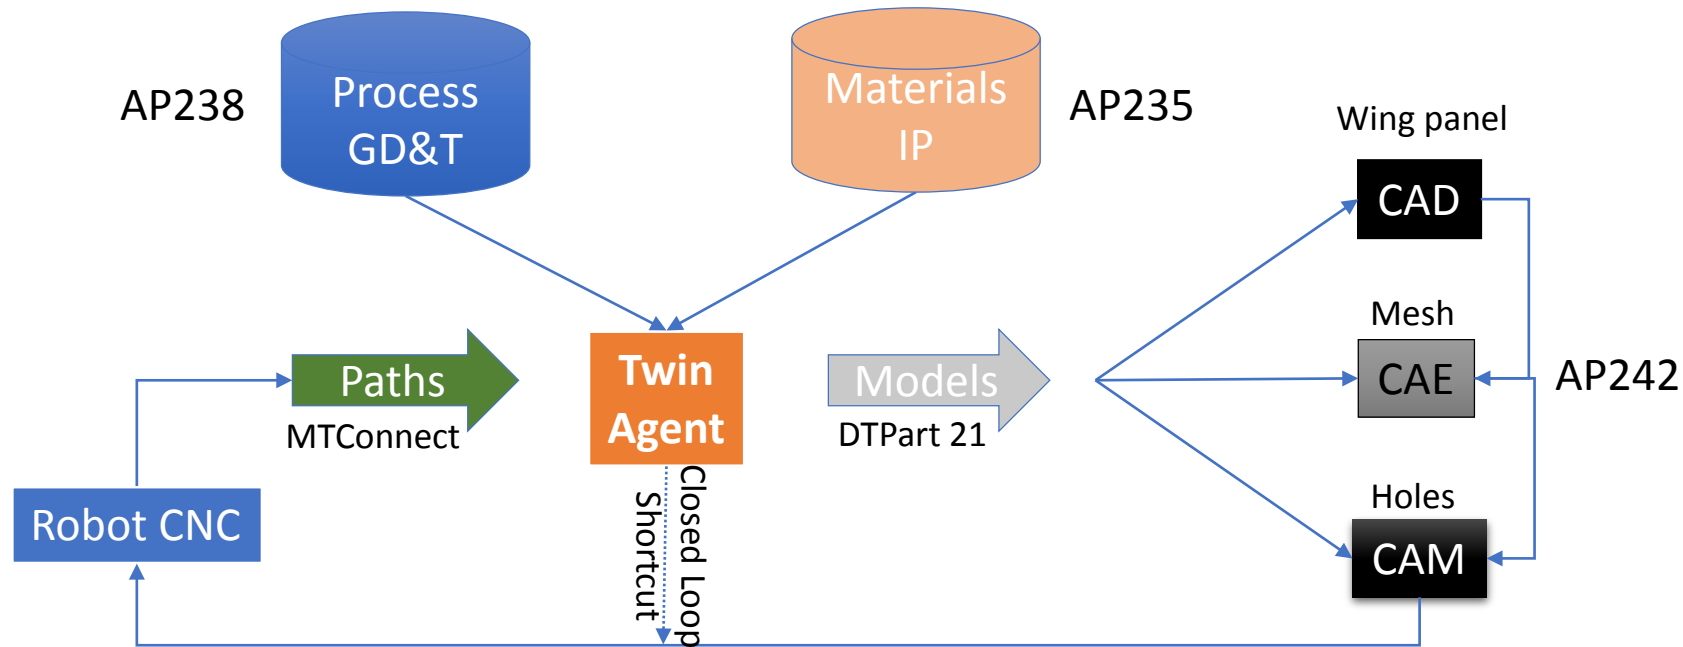 AP238
Process
GD&T
Materials
IP
AP235
Wing panel
CAD
Mesh
CAE
AP242
Holes
CAM
Paths
MTConnect
Twin
Agent
Models
DTPart 21
Closed Loop
Shortcut
Robot CNC